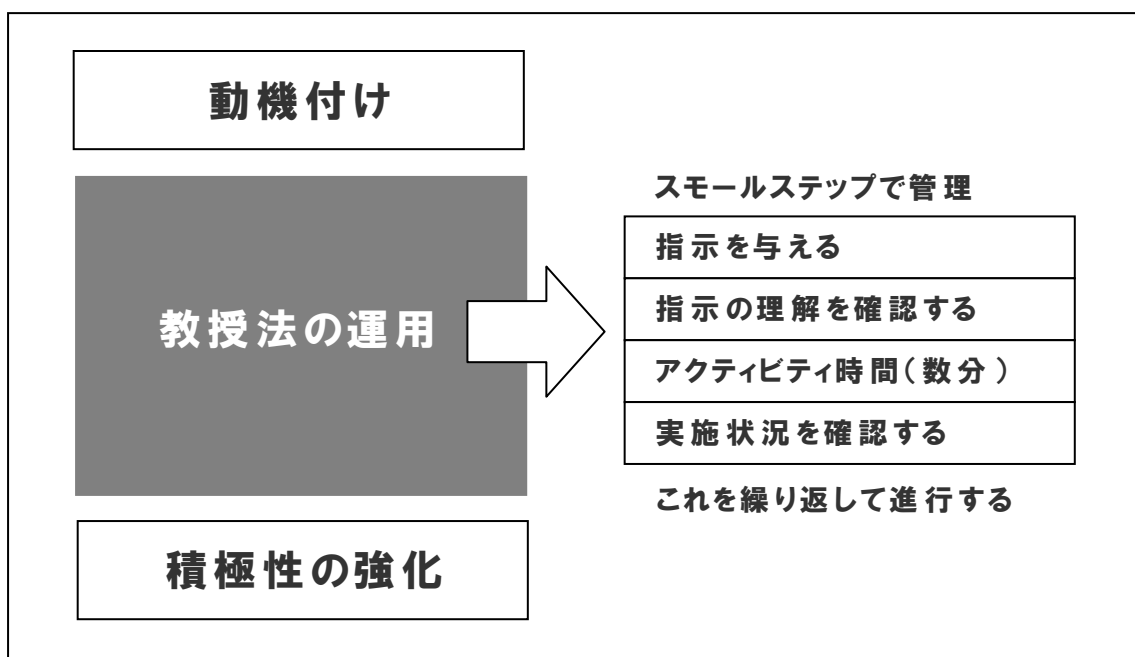 動機付け
教授法の運用
積極性の強化
スモールステップで管理
指示を与える
指示の理解を確認する
アクティビティ時間(数分)
実施状況を確認する
これを繰り返して進行する